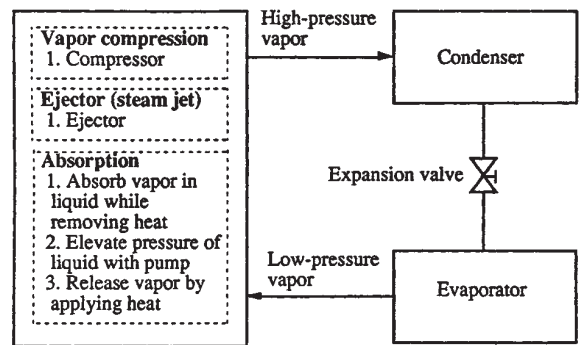 Vapor compression
1. Compressor
Ejector (steam jet)
1. Ejector
Absorption
1. Absorb vapor in
liquid while
removing heat
2. Elevate pressure of
liquid with pump
3. Release vapor by
applying heat
High-pressure
vapor
Condenser
Expansion valve
Low-pressure
vapor
Evaporator